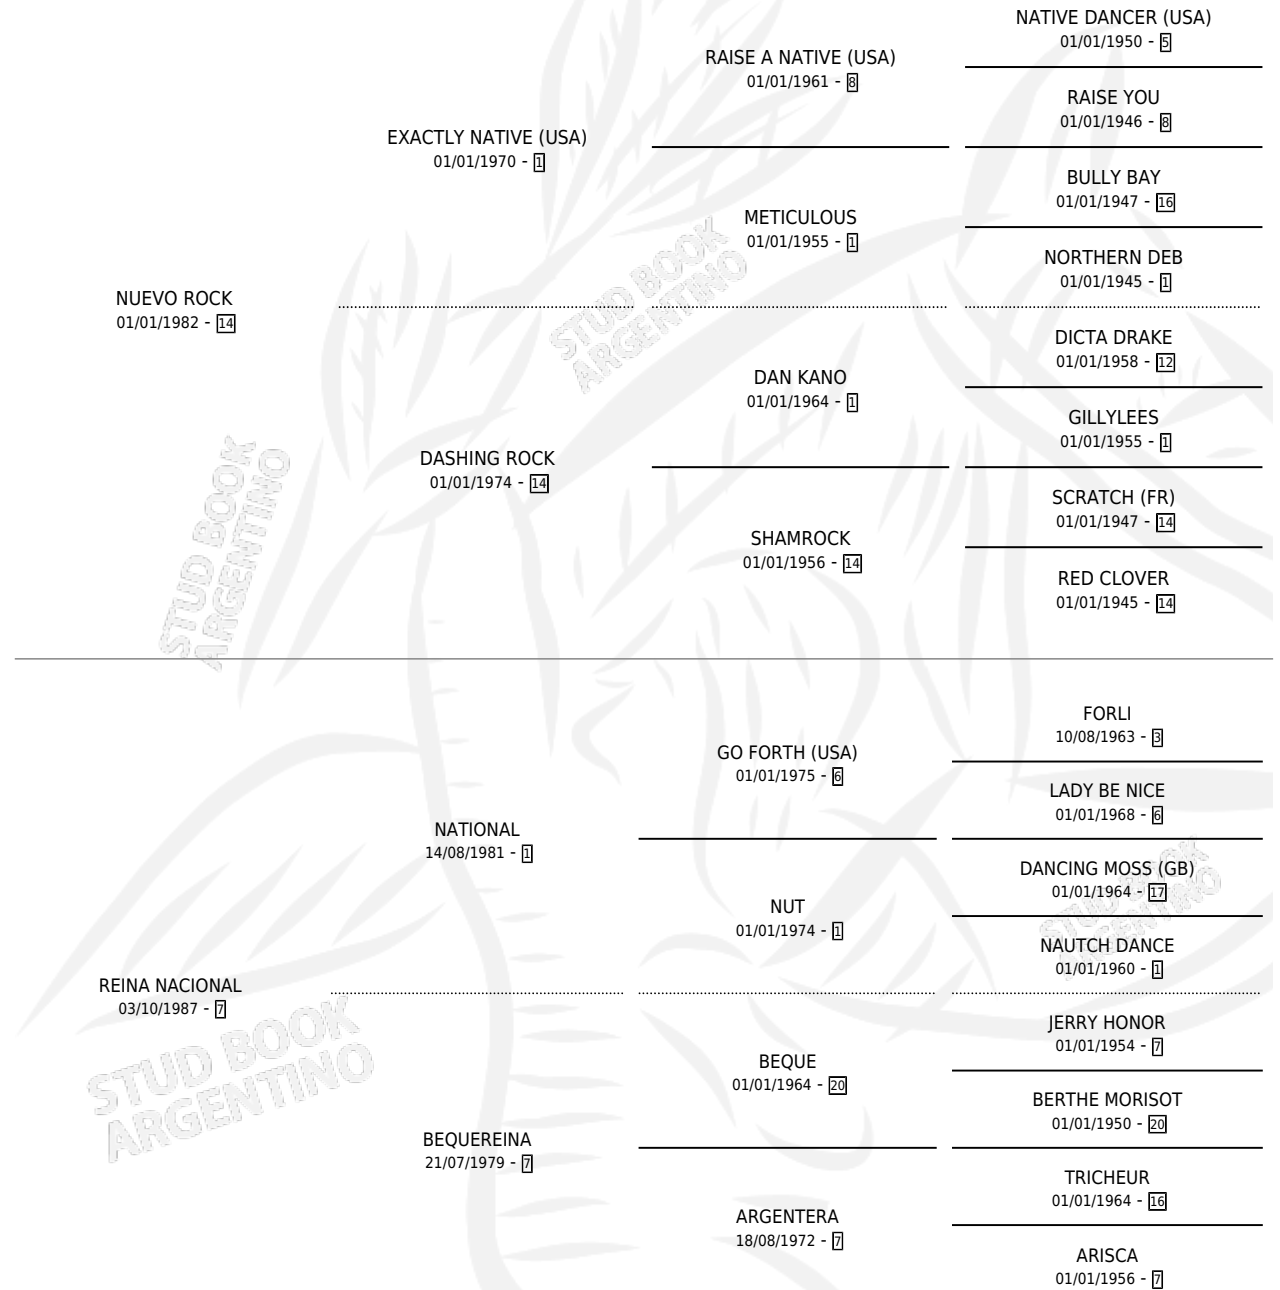 NATIVE DANCER (USA)
01/01/1950 - 5
RAISE A NATIVE (USA)
01/01/1961 - 8
RAISE YOU
01/01/1946 - 8
EXACTLY NATIVE (USA)
01/01/1970 - 1
BULLY BAY
01/01/1947 - 16
METICULOUS
01/01/1955 - 1
NORTHERN DEB
01/01/1945 - 1
NUEVO ROCK
01/01/1982 - 14
DICTA DRAKE
01/01/1958 - 12
DAN KANO
01/01/1964 - 1
GILLYLEES
01/01/1955 - 1
DASHING ROCK
01/01/1974 - 14
SCRATCH (FR)
01/01/1947 - 14
SHAMROCK
01/01/1956 - 14
RED CLOVER
01/01/1945 - 14
STUD BOOK
ARGENTINO
STUD BOOK
ARGENTINO
FORLI
10/08/1963 - 3
GO FORTH (USA)
01/01/1975 - 6
LADY BE NICE
01/01/1968 - 6
NATIONAL
14/08/1981 - 1
DANCING MOSS (GB)
01/01/1964 - 17
NUT
01/01/1974 - 1
NAUTCH DANCE
01/01/1960 - 1
STUD BOOK
ARGENTINO
REINA NACIONAL
03/10/1987 - 7
JERRY HONOR
01/01/1954 - 7
BEQUE
01/01/1964 - 20
BERTHE MORISOT
01/01/1950 - 20
BEQUEREINA
21/07/1979 - 7
TRICHEUR
01/01/1964 - 16
ARGENTERA
18/08/1972 - 7
ARISCA
01/01/1956 - 7
STUD BOOK
ARGENTINO